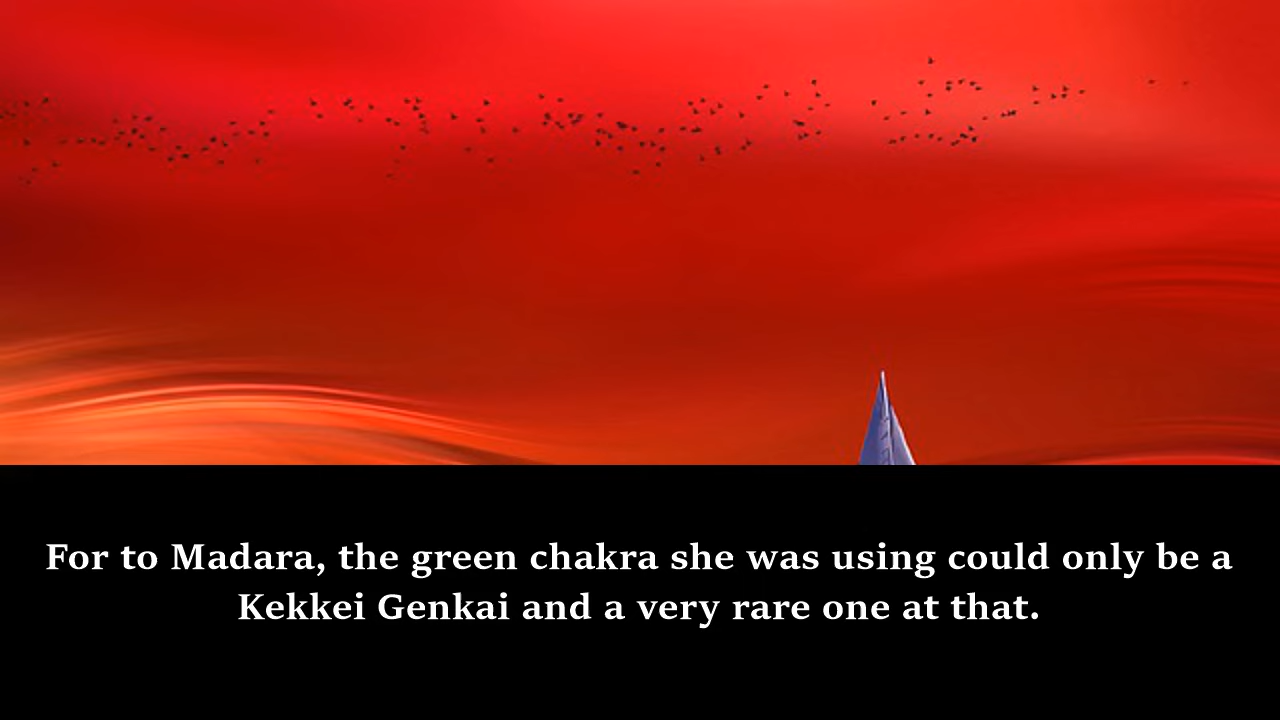 For to Madara, the green chakra she was using could only be a
Kekkei Genkai and a very rare one at that.